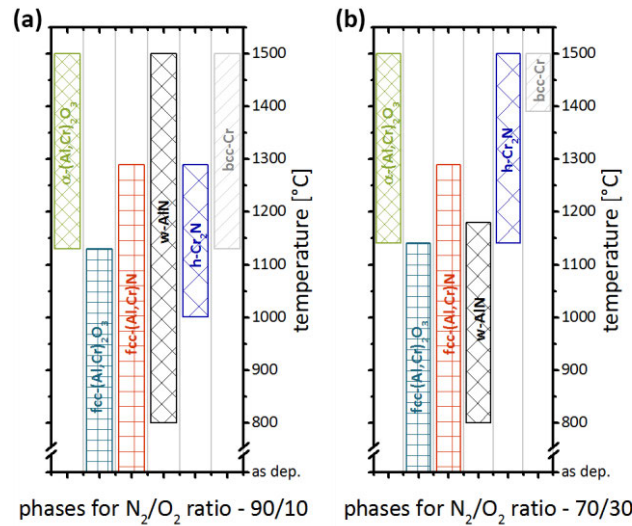 (a)
α-(Al,Cr)₂O₃
fcc-(Al,Cr)₂O₃
fcc-(Al,Cr)N
w-AlN
h-Cr₂N
bcc-Cr
1500
1400
1300
1200
1100
1000
900
800
as dep.
temperature [°C]
phases for N₂/O₂ ratio - 90/10
(b)
α-(Al,Cr)₂O₃
fcc-(Al,Cr)₂O₃
fcc-(Al,Cr)N
w-AlN
h-Cr₂N
bcc-Cr
1500
1400
1300
1200
1100
1000
900
800
as dep.
temperature [°C]
phases for N₂/O₂ ratio - 70/30